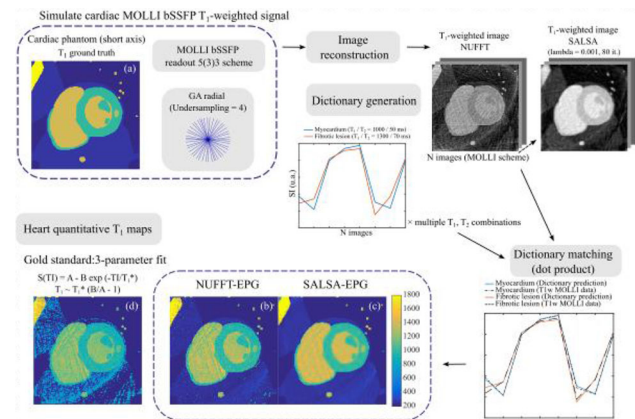 Simulate cardiac MOLLI bSSFP T1-weighted signal
Cardiac phantom (short axis)
T1 ground truth
(a)
MOLLI bSSFP
readout 5(3)3 scheme
GA radial
(Undersampling = 4)
Image
reconstruction
T1-weighted image
NUFFT
T1-weighted image
SALSA
(lambda = 0.001, 80 it.)
N images (MOLLI scheme)
Dictionary generation
Myocardium (T1 / T2 = 1000 / 50 ms)
Fibrotic lesion (T1 / T2 = 1300 / 70 ms)
SI (u.a.)
N images
× multiple T1, T2 combinations
Dictionary matching
(dot product)
Myocardium (Dictionary prediction)
Myocardium (T1w MOLLI data)
Fibrotic lesion (Dictionary prediction)
Fibrotic lesion (T1w MOLLI data)
Heart quantitative T1 maps
Gold standard:3-parameter fit
S(TI) = A - B exp (-TI/T1*)
T1 ~ T1* (B/A - 1)
(d)
NUFFT-EPG
(b)
SALSA-EPG
(c)
1800
1600
1400
1200
1000
800
600
400
200